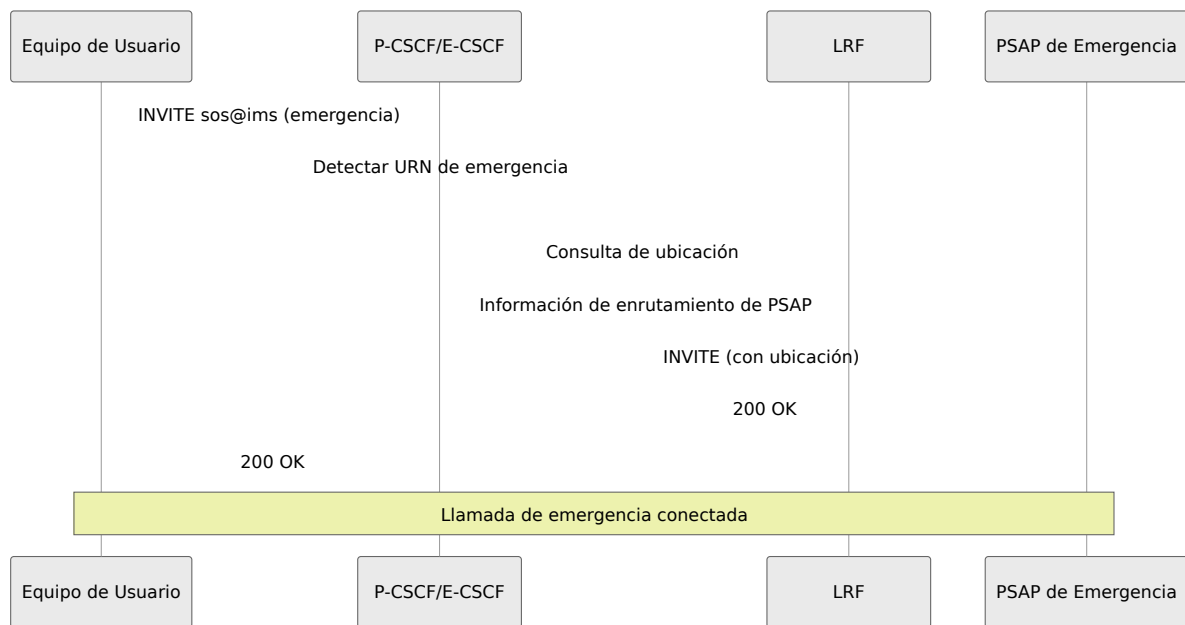 Equipo de Usuario
P-CSCF/E-CSCF
LRF
PSAP de Emergencia
INVITE sos@ims (emergencia)
Detectar URN de emergencia
Consulta de ubicación
Información de enrutamiento de PSAP
INVITE (con ubicación)
200 OK
200 OK
Llamada de emergencia conectada
Equipo de Usuario
P-CSCF/E-CSCF
LRF
PSAP de Emergencia